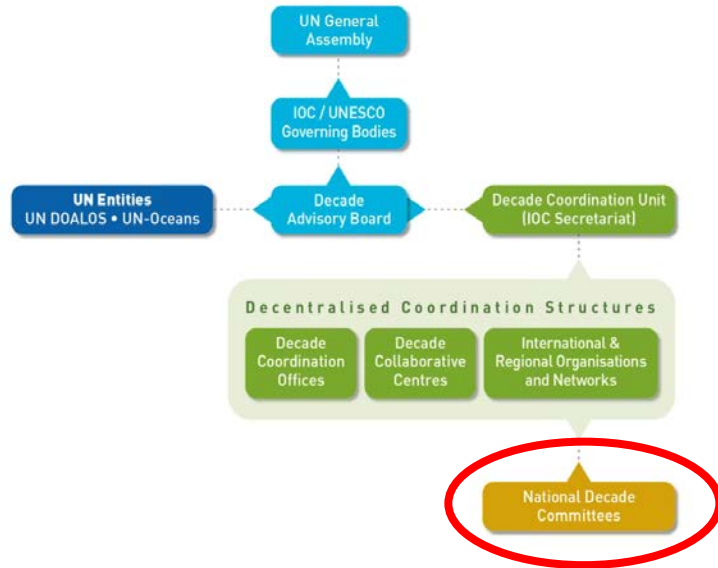 UN General
Assembly
IOC / UNESCO
Governing Bodies
UN Entities
UN DOALOS • UN-Oceans
Decade
Advisory Board
Decade Coordination Unit
(IOC Secretariat)
Decentralised Coordination Structures
Decade
Coordination
Offices
Decade
Collaborative
Centres
International &
Regional Organisations
and Networks
National Decade
Committees